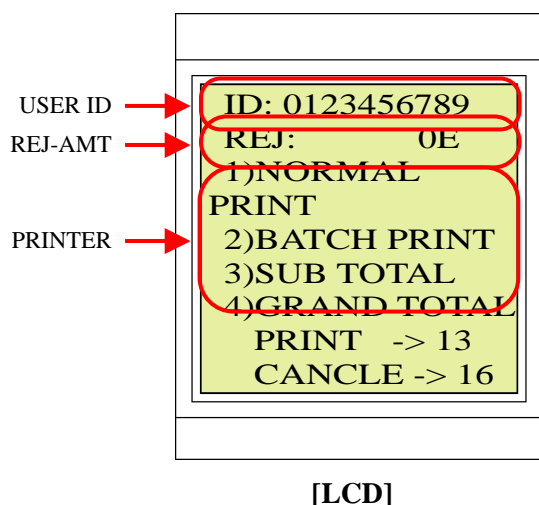 USER ID
ID: 0123456789
REJ-AMT
REJ: 0E
1)NORMAL
PRINT
PRINTER
2)BATCH PRINT
3)SUB TOTAL
4)GRAND TOTAL
PRINT -> 13
CANCLE -> 16
[LCD]